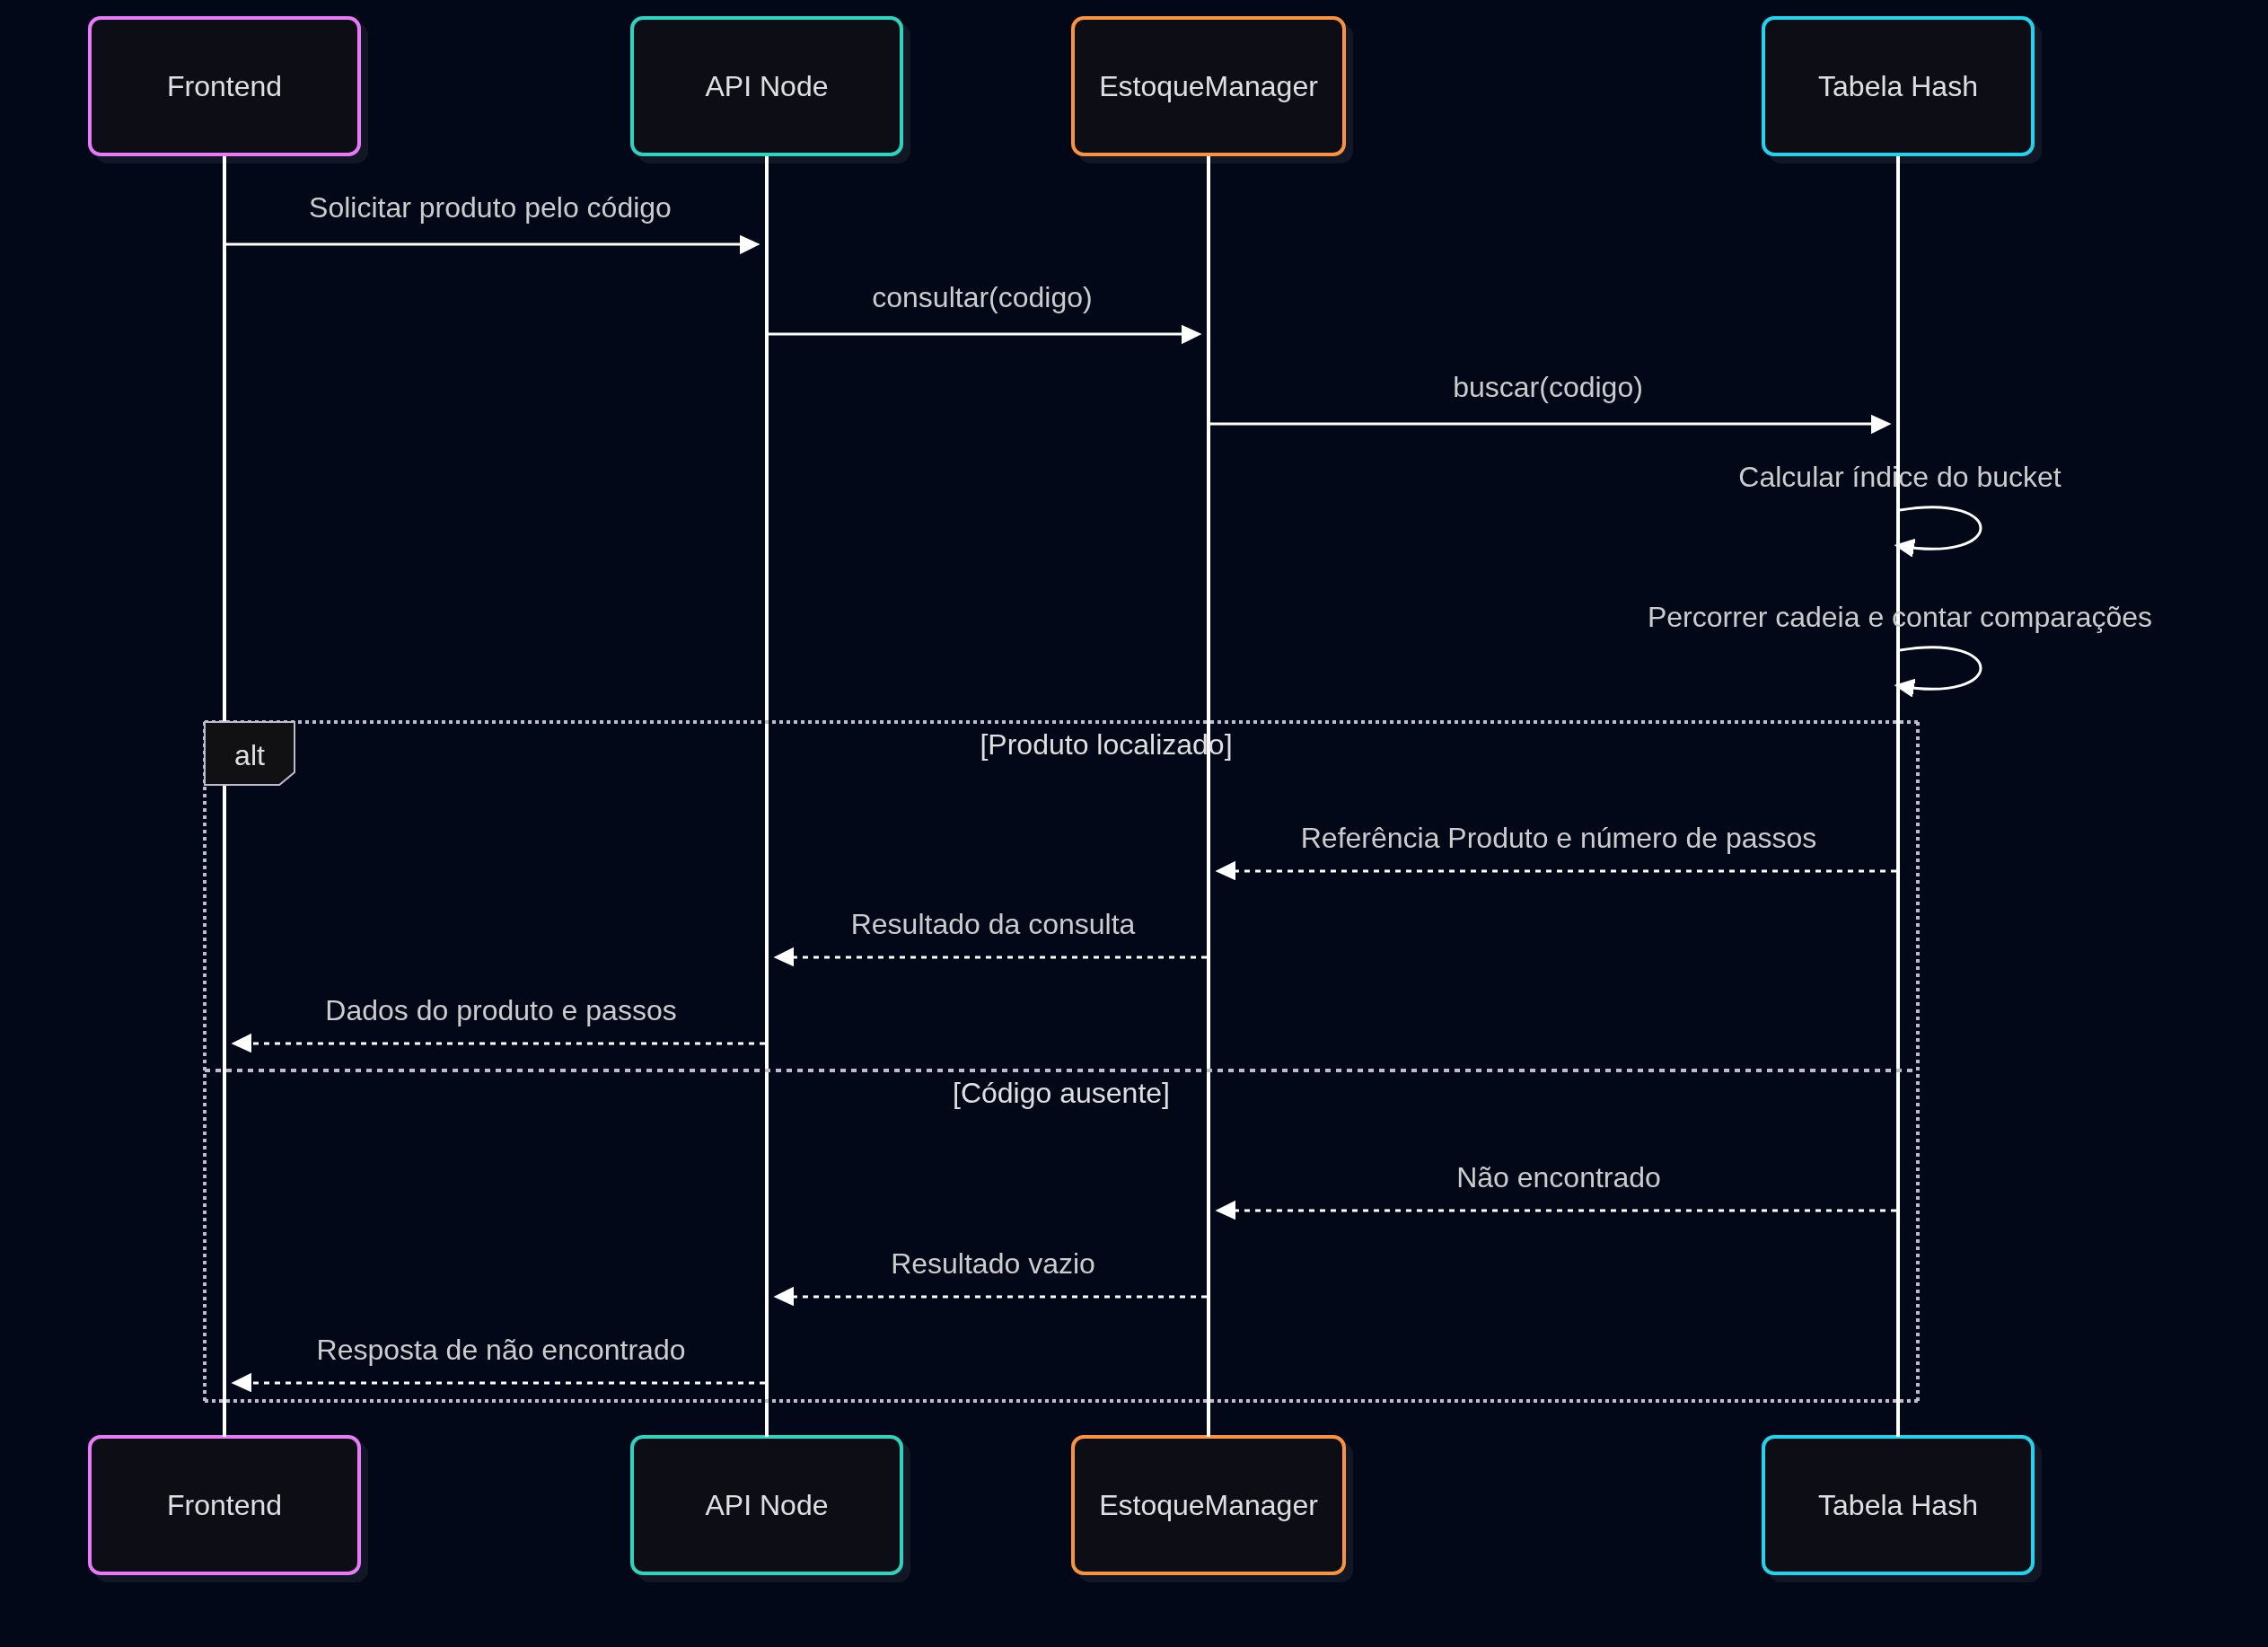 Frontend
API Node
EstoqueManager
Tabela Hash
Solicitar produto pelo código
consultar(codigo)
buscar(codigo)
Calcular índice do bucket
Percorrer cadeia e contar comparações
alt
[Produto localizado]
Referência Produto e número de passos
Resultado da consulta
Dados do produto e passos
[Código ausente]
Não encontrado
Resultado vazio
Resposta de não encontrado
Frontend
API Node
EstoqueManager
Tabela Hash